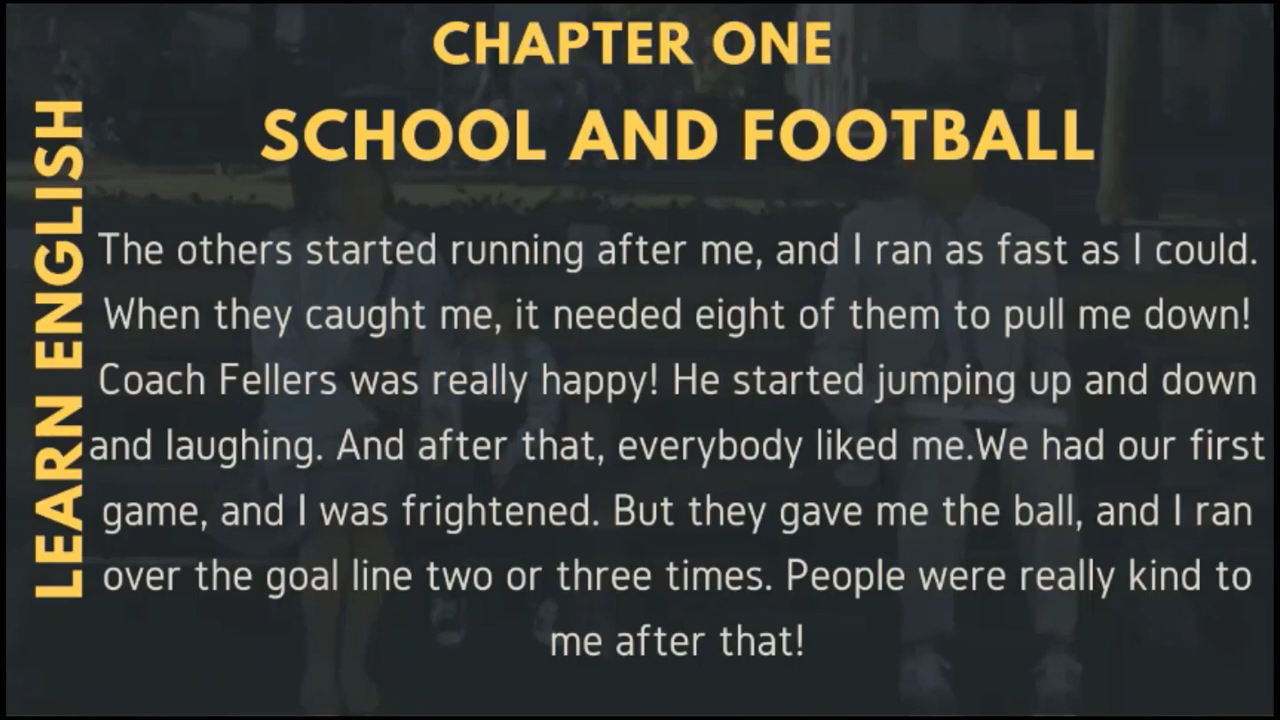 CHAPTER ONE
SCHOOL AND FOOTBALL
LEARN ENGLISH
The others started running after me, and I ran as fast as I could.
When they caught me, it needed eight of them to pull me down!
Coach Fellers was really happy! He started jumping up and down
and laughing. And after that, everybody liked me.We had our first
game, and I was frightened. But they gave me the ball, and I ran
over the goal line two or three times. People were really kind to
me after that!